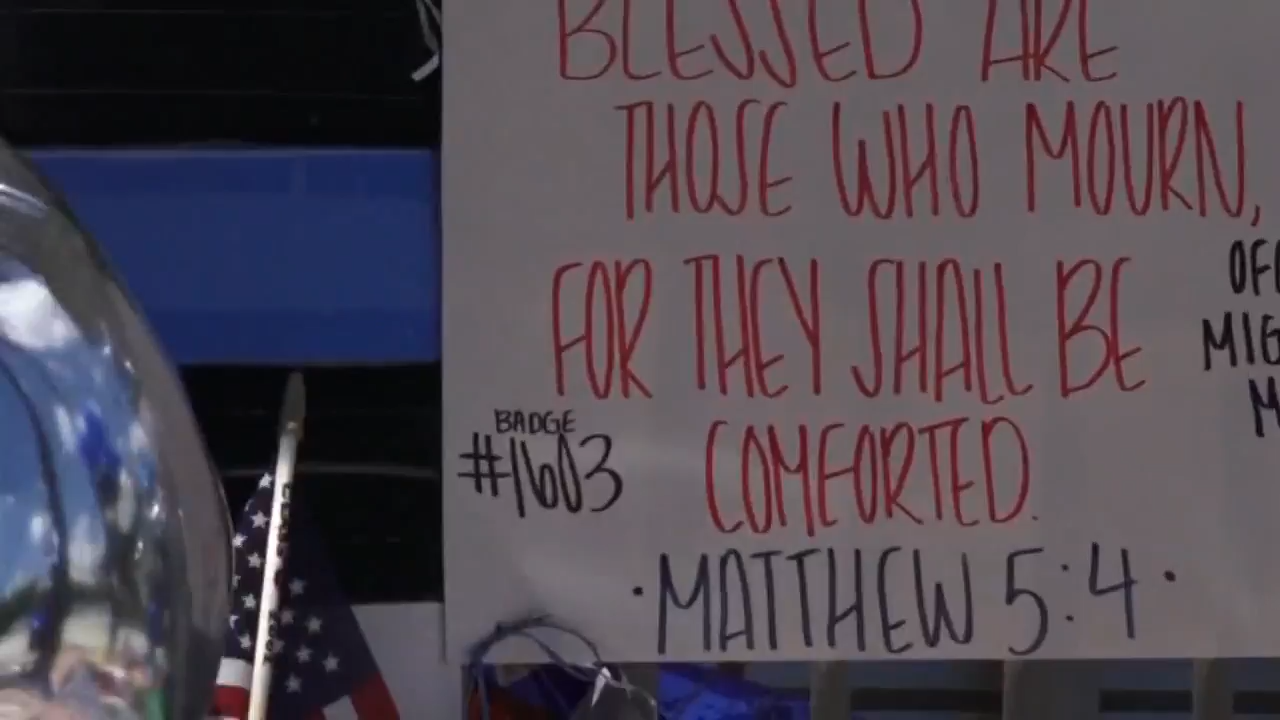 BLESSED ARE
THOSE WHO MOURN,
FOR THEY SHALL BE
COMFORTED.
BADGE
#1603
·MATTHEW 5:4·